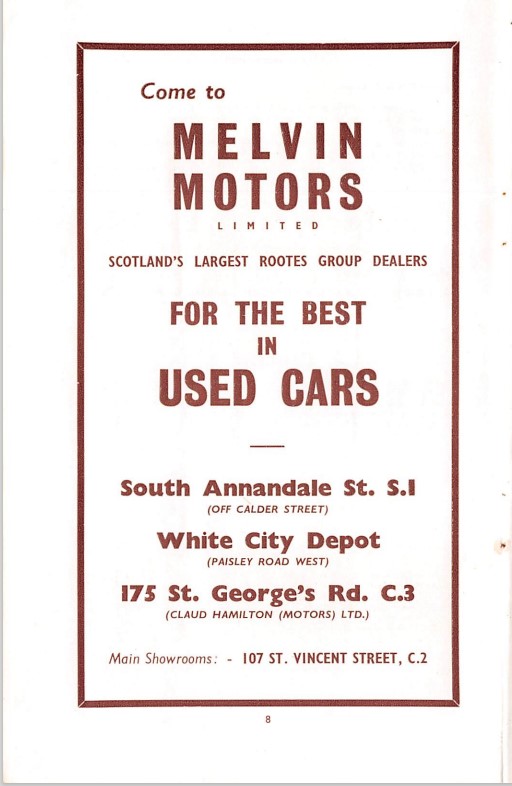 Come to
MELVIN
MOTORS
LIMITED
SCOTLAND'S LARGEST ROOTES GROUP DEALERS
FOR THE BEST
IN
USED CARS
South Annandale St. S.1
(OFF CALDER STREET)
White City Depot
(PAISLEY ROAD WEST)
175 St. George's Rd. C.3
(CLAUD HAMILTON (MOTORS) LTD.)
Main Showrooms: - 107 ST. VINCENT STREET, C.2
8